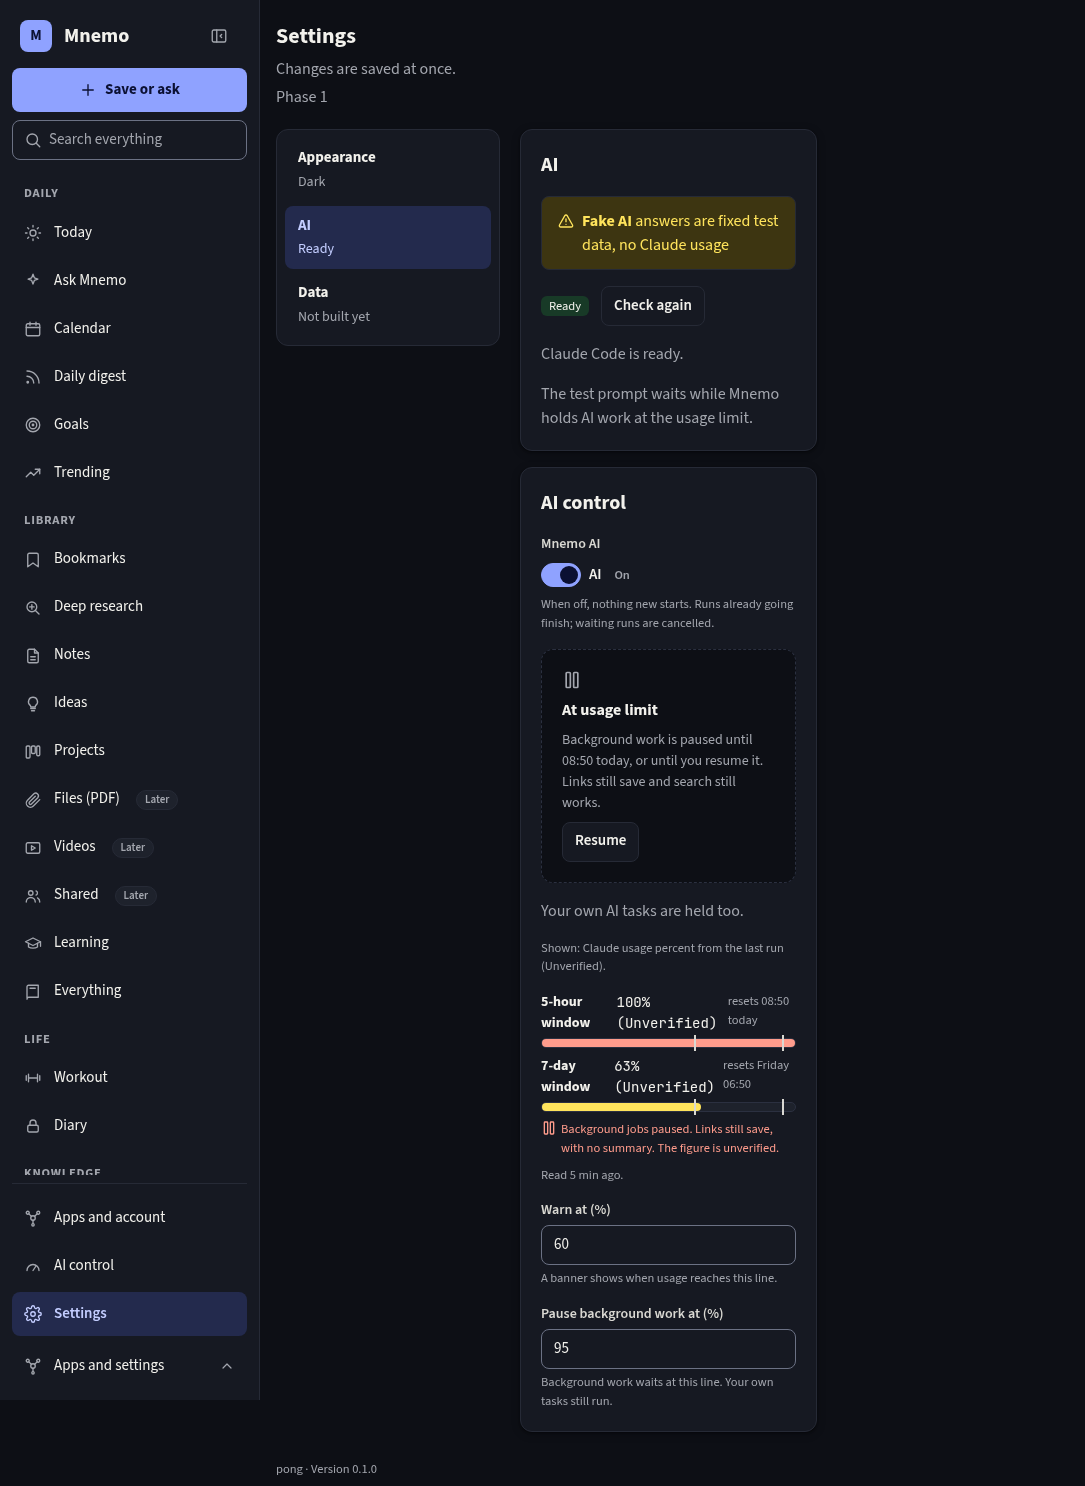 M Mnemo
Save or ask
Search everything
DAILY
Today
Ask Mnemo
Calendar
Daily digest
Goals
Trending
LIBRARY
Bookmarks
Deep research
Notes
Ideas
Projects
Files (PDF) Later
Videos Later
Shared Later
Learning
Everything
LIFE
Workout
Diary
KNOWLEDGE
Apps and account
AI control
Settings
Apps and settings
Settings
Changes are saved at once.
Phase 1
Appearance
Dark
AI
Ready
Data
Not built yet
AI
Fake AI answers are fixed test
data, no Claude usage
Ready Check again
Claude Code is ready.
The test prompt waits while Mnemo
holds AI work at the usage limit.
AI control
Mnemo AI
AI On
When off, nothing new starts. Runs already going
finish; waiting runs are cancelled.
At usage limit
Background work is paused until
08:50 today, or until you resume it.
Links still save and search still
works.
Resume
Your own AI tasks are held too.
Shown: Claude usage percent from the last run
(Unverified).
5-hour 100% resets 08:50
window (Unverified) today
7-day 63% resets Friday
window (Unverified) 06:50
Background jobs paused. Links still save,
with no summary. The figure is unverified.
Read 5 min ago.
Warn at (%)
60
A banner shows when usage reaches this line.
Pause background work at (%)
95
Background work waits at this line. Your own
tasks still run.
pong · Version 0.1.0